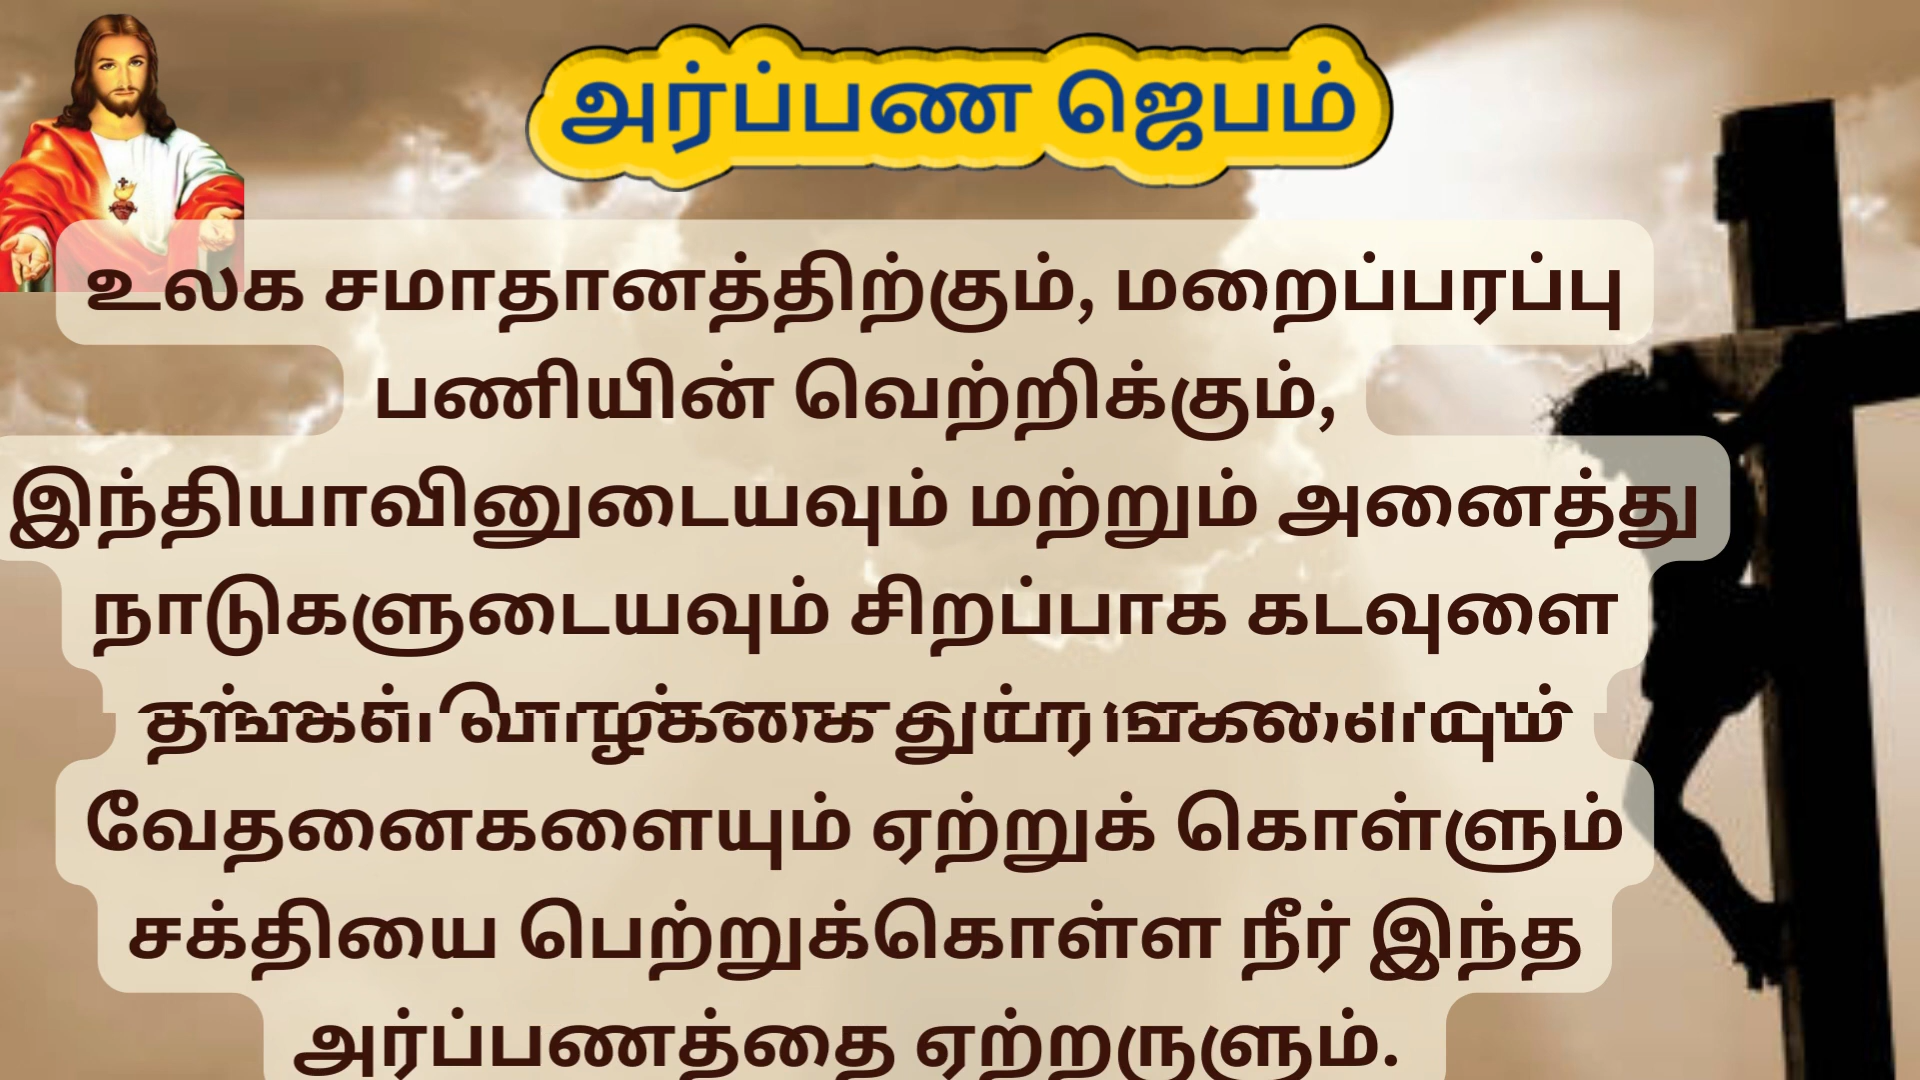 அர்ப்பண ஜெபம்
உலக சமாதானத்திற்கும், மறைப்பரப்பு
பணியின் வெற்றிக்கும்,
இந்தியாவினுடையவும் மற்றும் அனைத்து
நாடுகளுடையவும் சிறப்பாக கடவுளை
வேதனைகளையும் ஏற்றுக் கொள்ளும்
சக்தியை பெற்றுக்கொள்ள நீர் இந்த
அர்ப்பணத்தை ஏற்றருளும்.